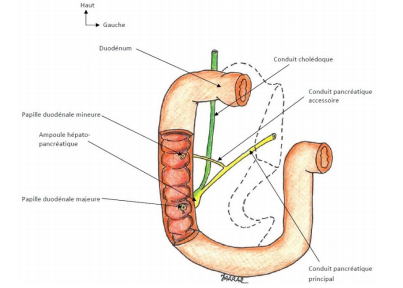 Haut
Gauche
Duodénum
Conduit cholédoque
Conduit pancréatique
accessoire
Papille duodénale mineure
Ampoule hépato-
pancréatique
Papille duodénale majeure
Conduit pancréatique
principal